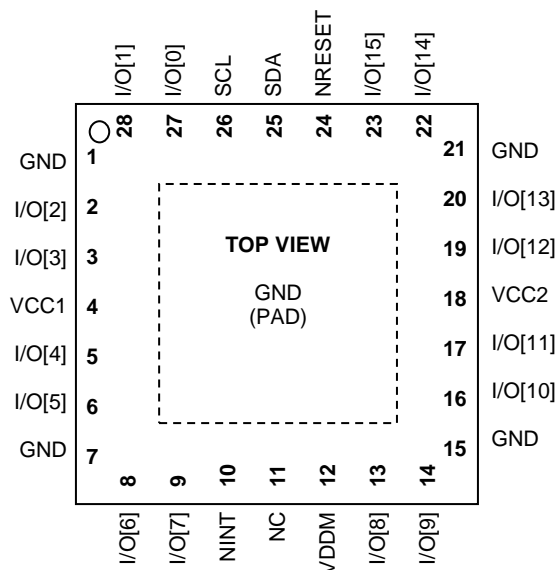 I/O[1] I/O[0] SCL SDA NRESET I/O[15] I/O[14]
28 27 26 25 24 23 22
GND 1 21 GND
I/O[2] 2 20 I/O[13]
I/O[3] 3 19 I/O[12]
VCC1 4 18 VCC2
I/O[4] 5 17 I/O[11]
I/O[5] 6 16 I/O[10]
GND 7 15 GND
TOP VIEW
GND
(PAD)
8 9 10 11 12 13 14
I/O[6] I/O[7] NINT NC VDDM I/O[8] I/O[9]